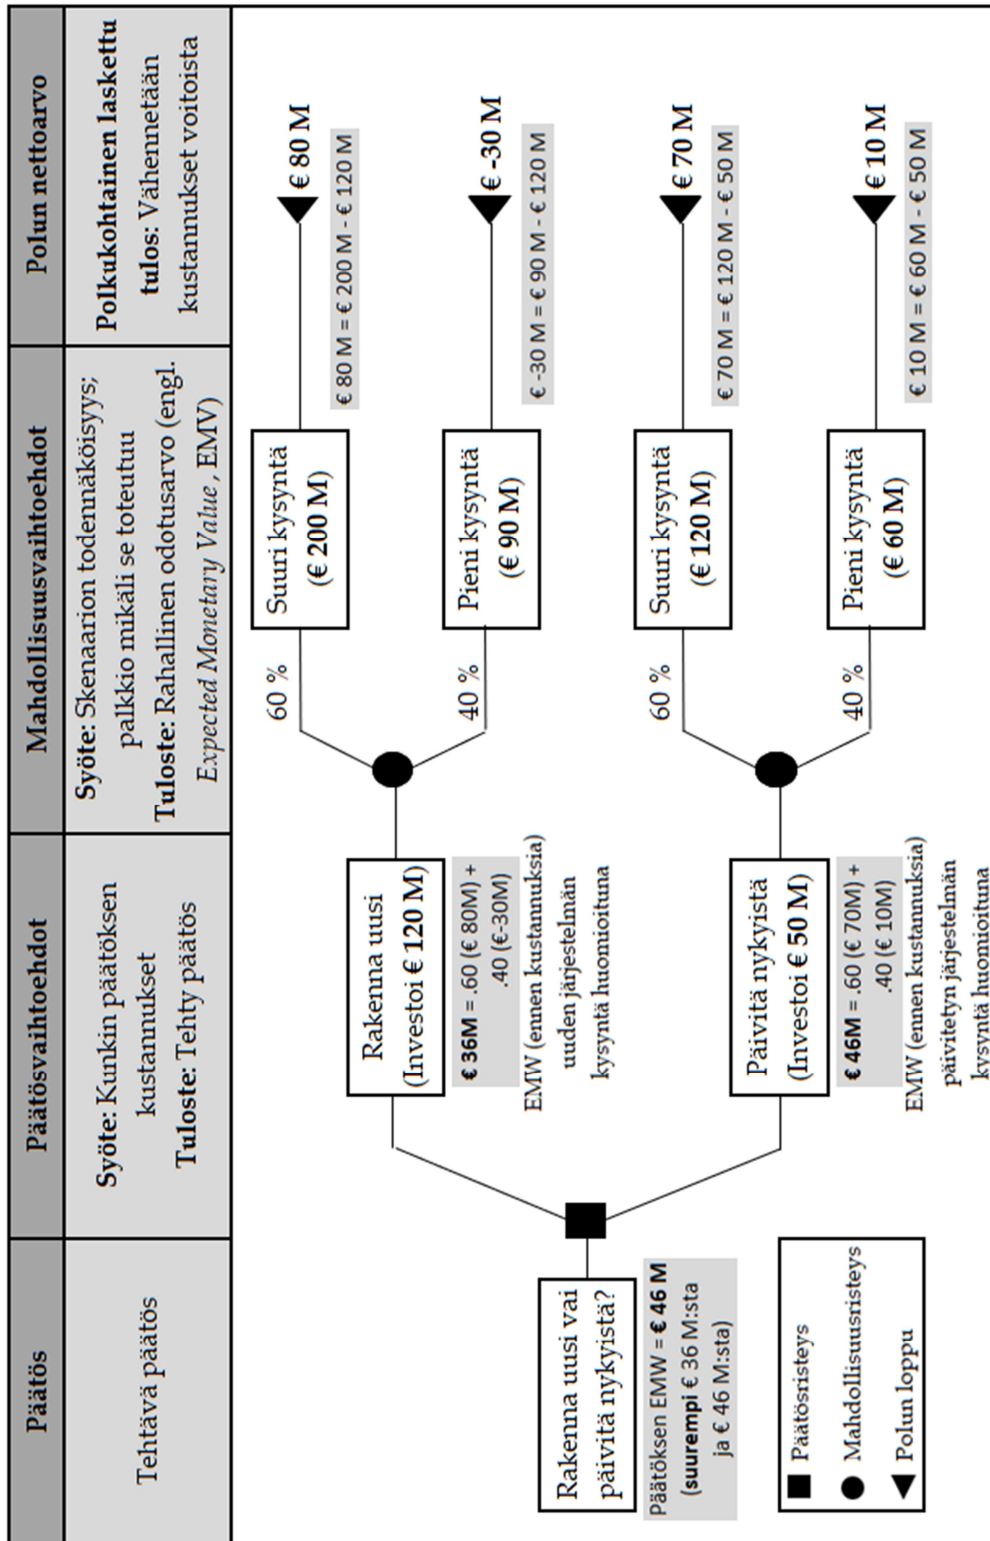 Päätös
Päätösvaihtoehdot
Mahdollisuusvaihtoehdot
Polun nettoarvo
Tehtävä päätös
Syöte: Kunkin päätöksen
kustannukset
Tuloste: Tehty päätös
Syöte: Skenaarion todennäköisyys;
palkkio mikäli se toteutuu
Tuloste: Rahallinen odotusarvo (engl.
Expected Monetary Value , EMV)
Polkukohtainen laskettu
tulos: Vähennetään
kustannukset voitoista
Rakenna uusi vai
päivitä nykyistä?
Päätöksen EMW = € 46 M
(suurempi € 36 M:sta
ja € 46 M:sta)
Rakenna uusi
(Investoi € 120 M)
€ 36M = .60 (€ 80M) +
.40 (€-30M)
EMW (ennen kustannuksia)
uuden järjestelmän
kysyntä huomioituna
60 %
Suuri kysyntä
(€ 200 M)
€ 80 M
€ 80 M = € 200 M - € 120 M
40 %
Pieni kysyntä
(€ 90 M)
€ -30 M
€ -30 M = € 90 M - € 120 M
Päivitä nykyistä
(Investoi € 50 M)
€ 46M = .60 (€ 70M) +
.40 (€ 10M)
EMW (ennen kustannuksia)
päivitetyn järjestelmän
kysyntä huomioituna
60 %
Suuri kysyntä
(€ 120 M)
€ 70 M
€ 70 M = € 120 M - € 50 M
40 %
Pieni kysyntä
(€ 60 M)
€ 10 M
€ 10 M = € 60 M - € 50 M
Päätösristeys
Mahdollisuusristeys
Polun loppu